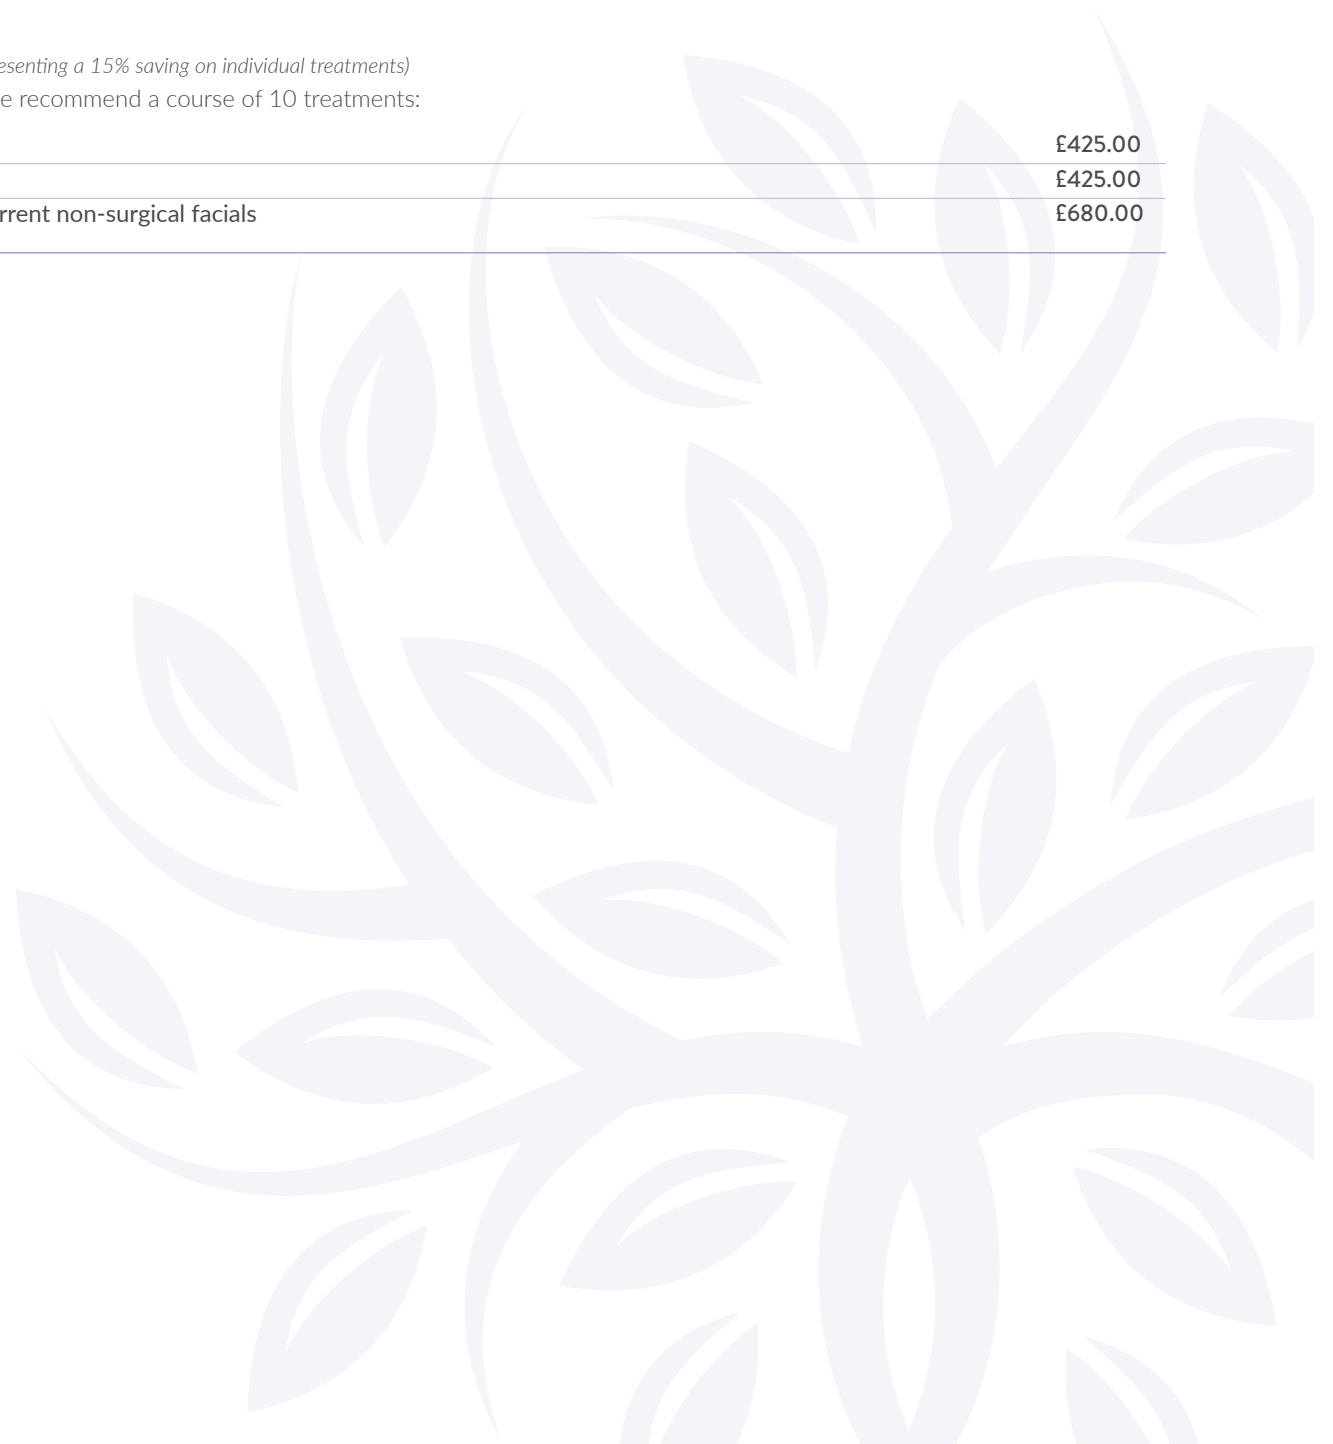 esenting a 15% saving on individual treatments)
e recommend a course of 10 treatments:
£425.00
£425.00
rrent non-surgical facials £680.00